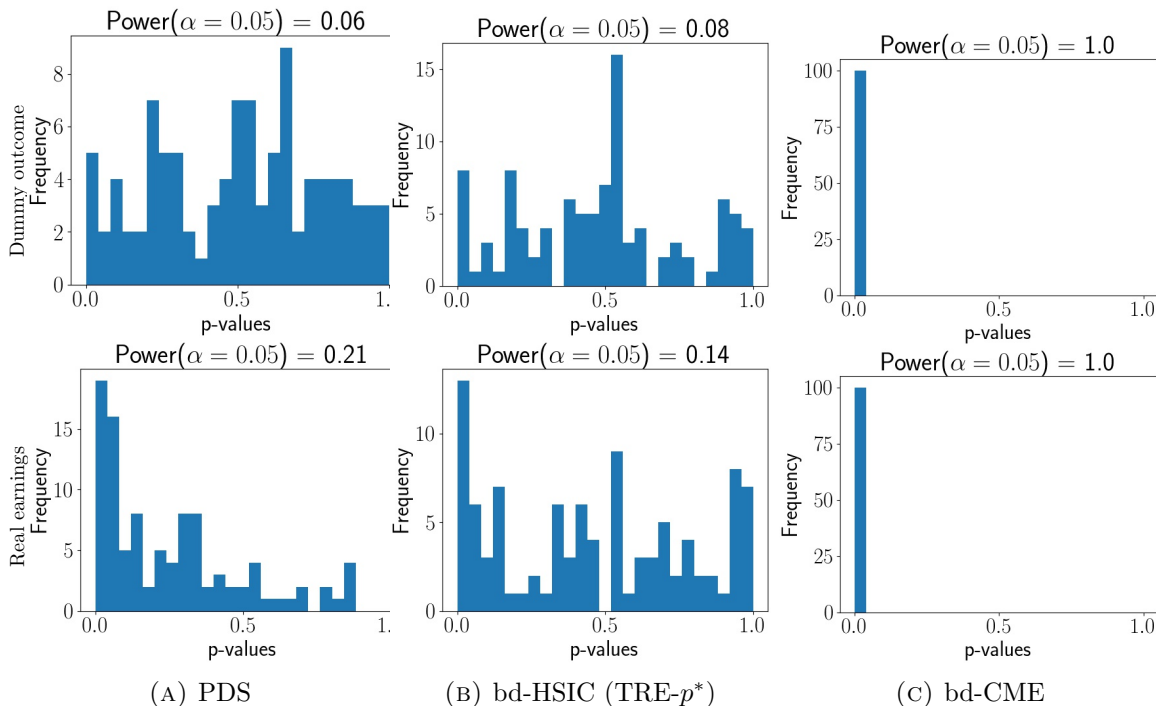 Power(α = 0.05) = 0.06
Dummy outcome
Frequency
8
6
4
2
0
0.0 0.5 1.
p-values
Power(α = 0.05) = 0.08
Frequency
15
10
5
0
0.0 0.5 1.0
p-values
Power(α = 0.05) = 1.0
Frequency
100
75
50
25
0
0.0 0.5 1.0
p-values
Power(α = 0.05) = 0.21
Real earnings
Frequency
15
10
5
0
0.0 0.5 1.
p-values
Power(α = 0.05) = 0.14
Frequency
10
5
0
0.0 0.5 1.0
p-values
Power(α = 0.05) = 1.0
Frequency
100
75
50
25
0
0.0 0.5 1.0
p-values
(A) PDS
(B) bd-HSIC (TRE-p*)
(C) bd-CME